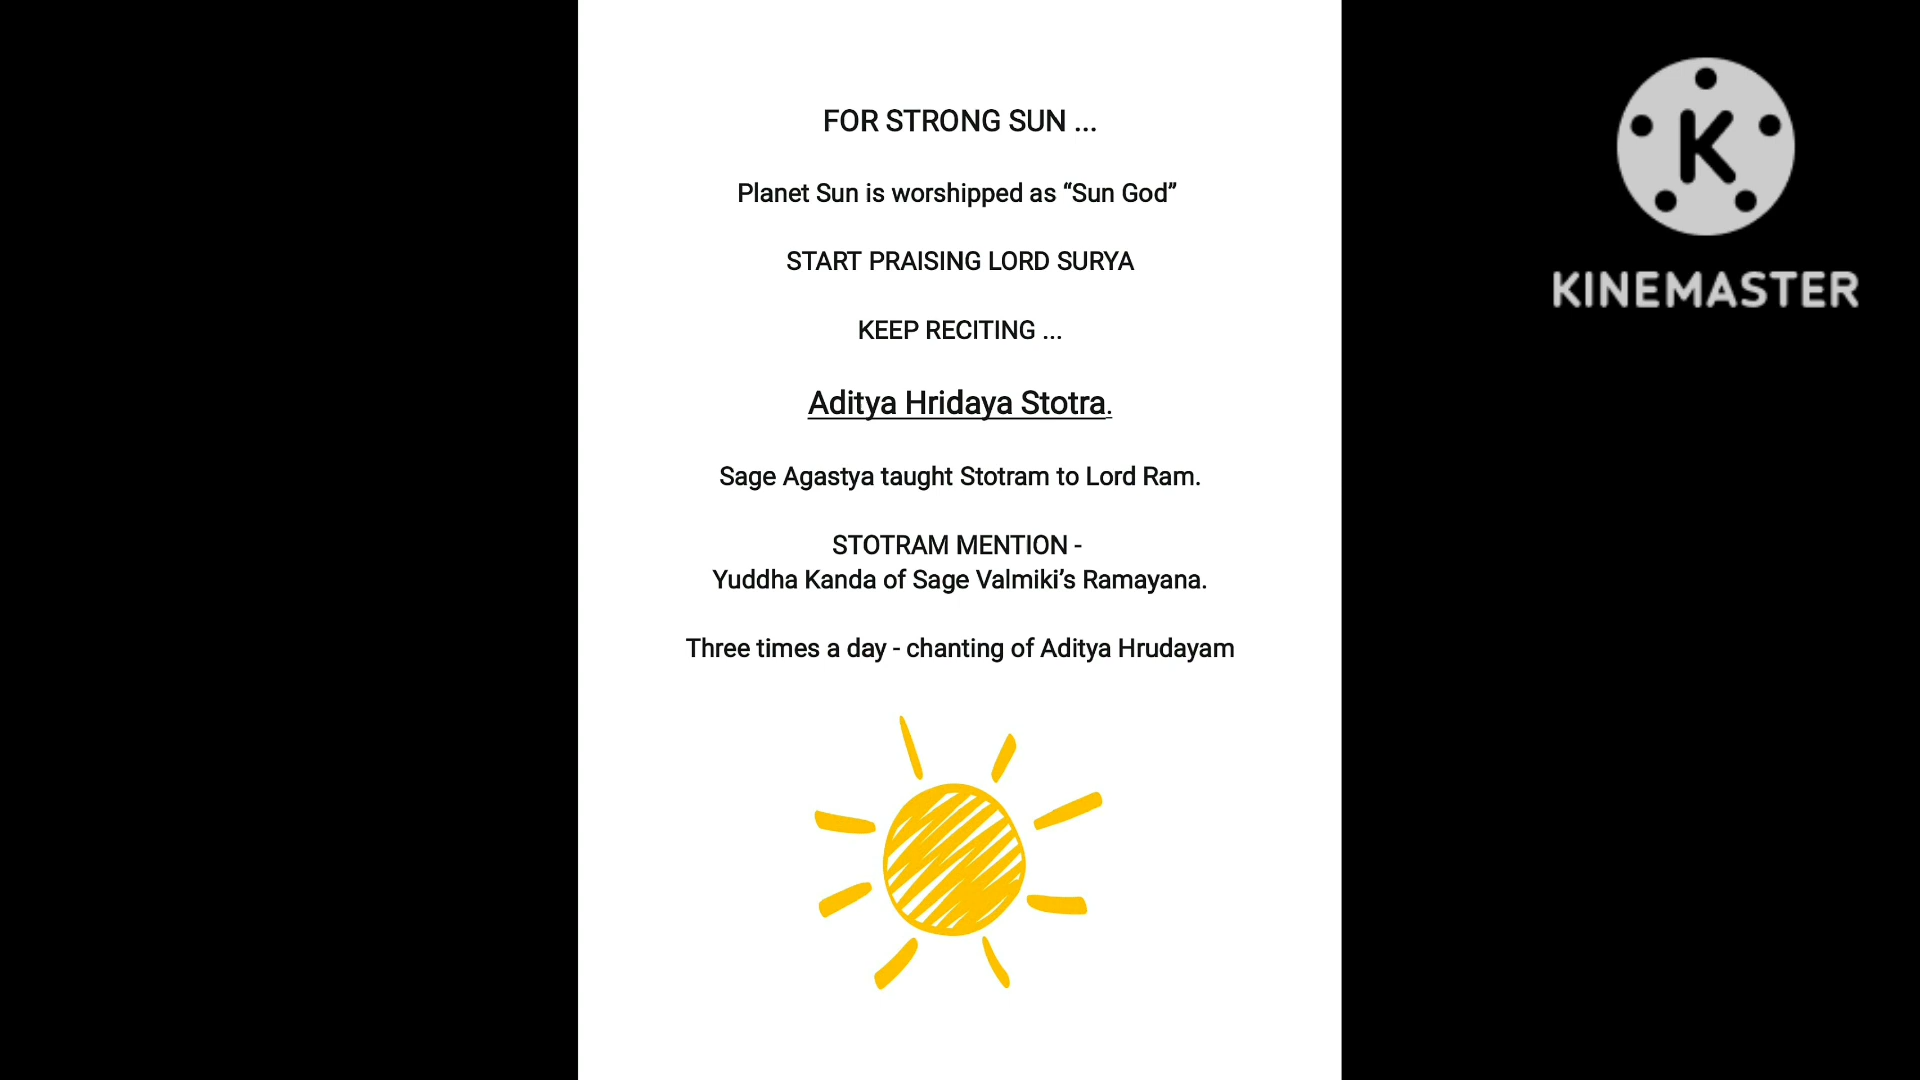 FOR STRONG SUN ...
Planet Sun is worshipped as “Sun God”
START PRAISING LORD SURYA
KEEP RECITING ...
Aditya Hridaya Stotra.
Sage Agastya taught Stotram to Lord Ram.
STOTRAM MENTION -
Yuddha Kanda of Sage Valmiki’s Ramayana.
Three times a day - chanting of Aditya Hrudayam
K
KINEMASTER